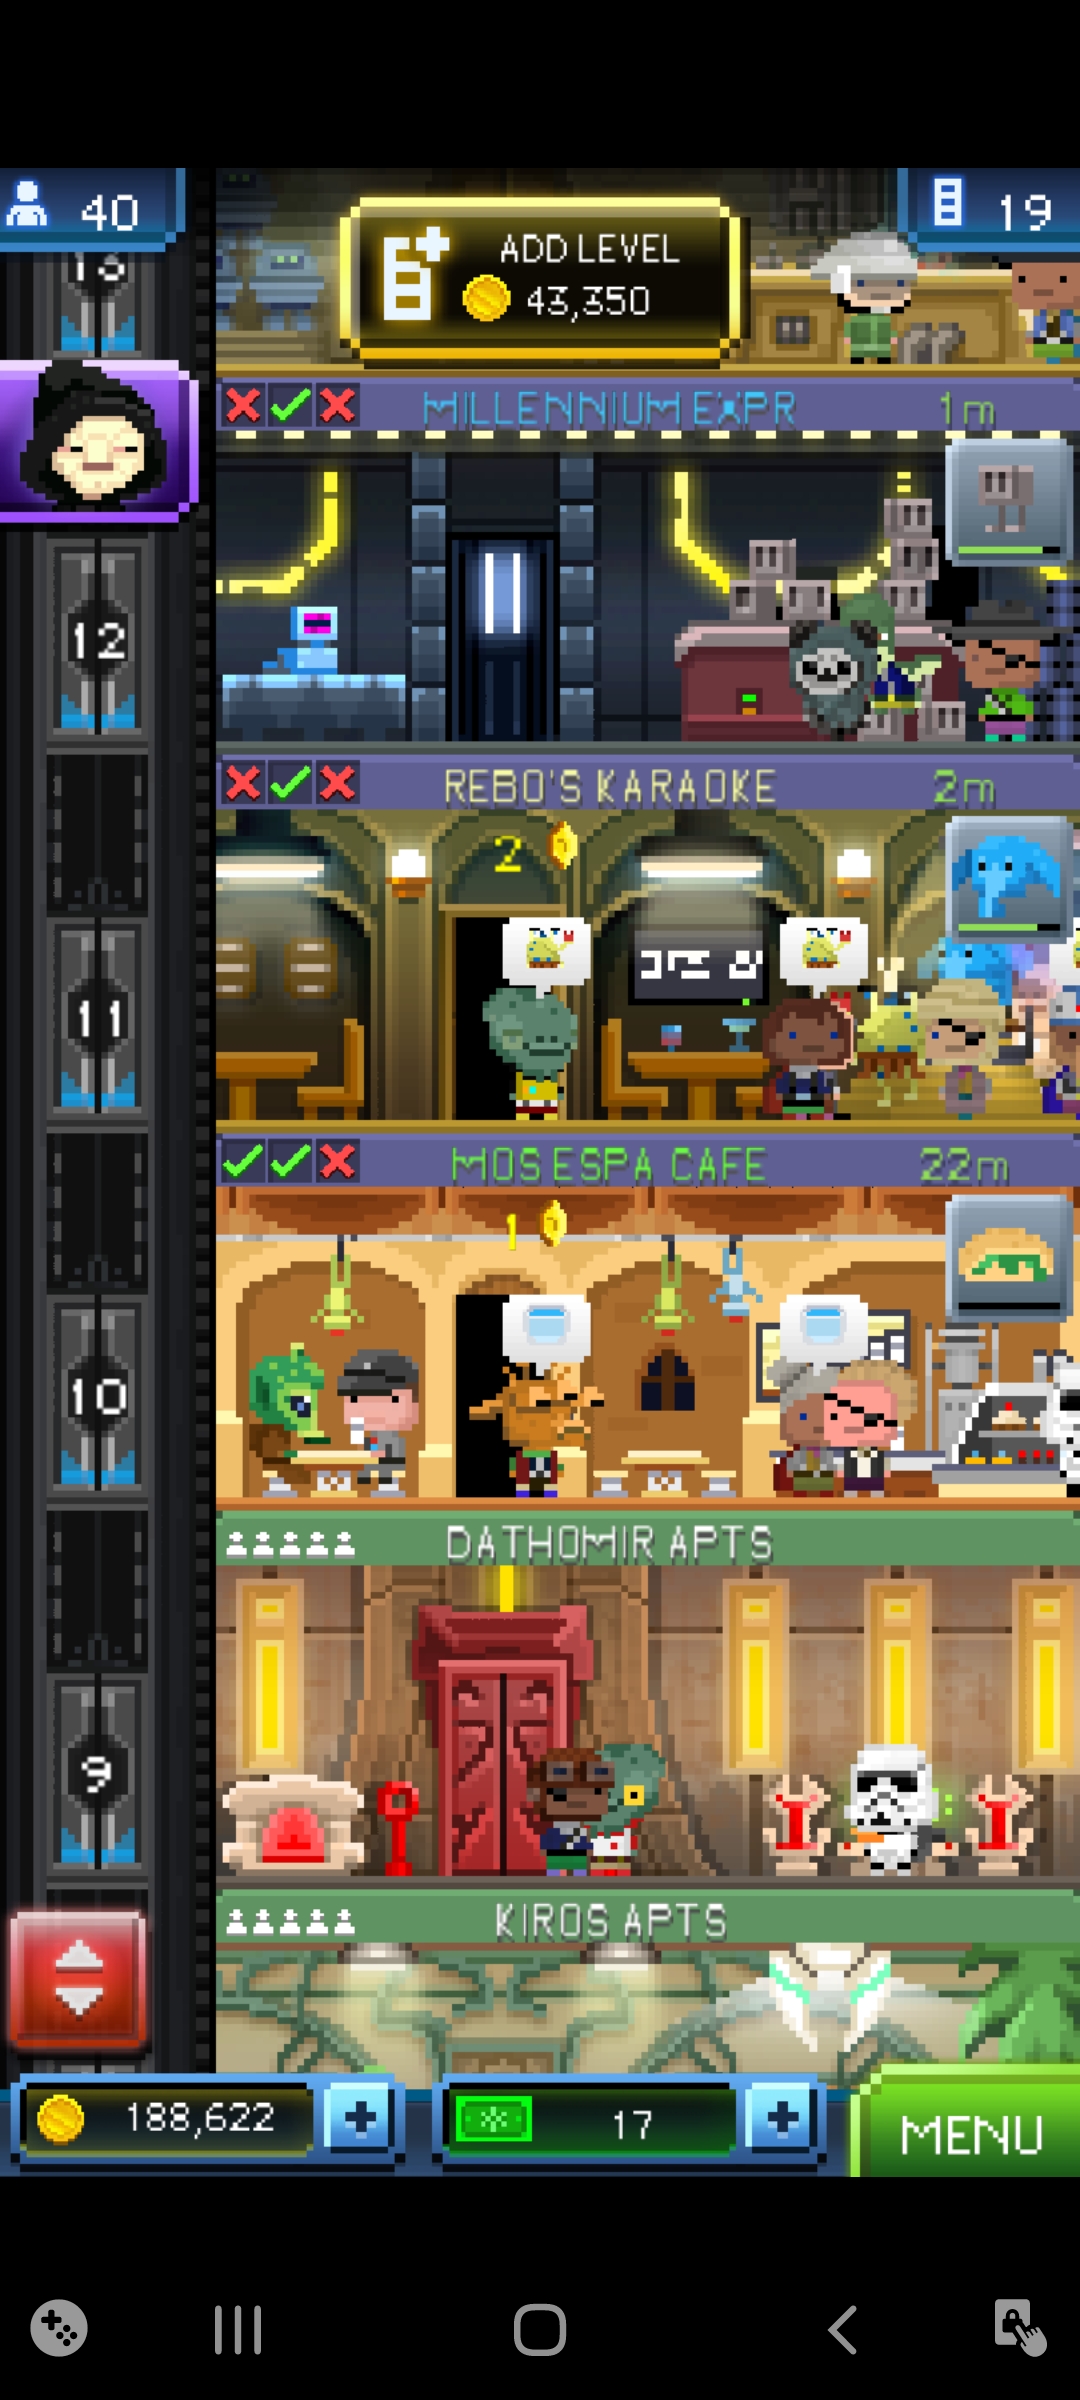 40
19
ADD LEVEL
43,350
13
MILLENNIUM EXPR
1m
12
REBO'S KARAOKE
2m
2
11
MOS ESPA CAFE
22m
1
10
DATHOMIR APTS
9
KIROS APTS
188,622
17
MENU